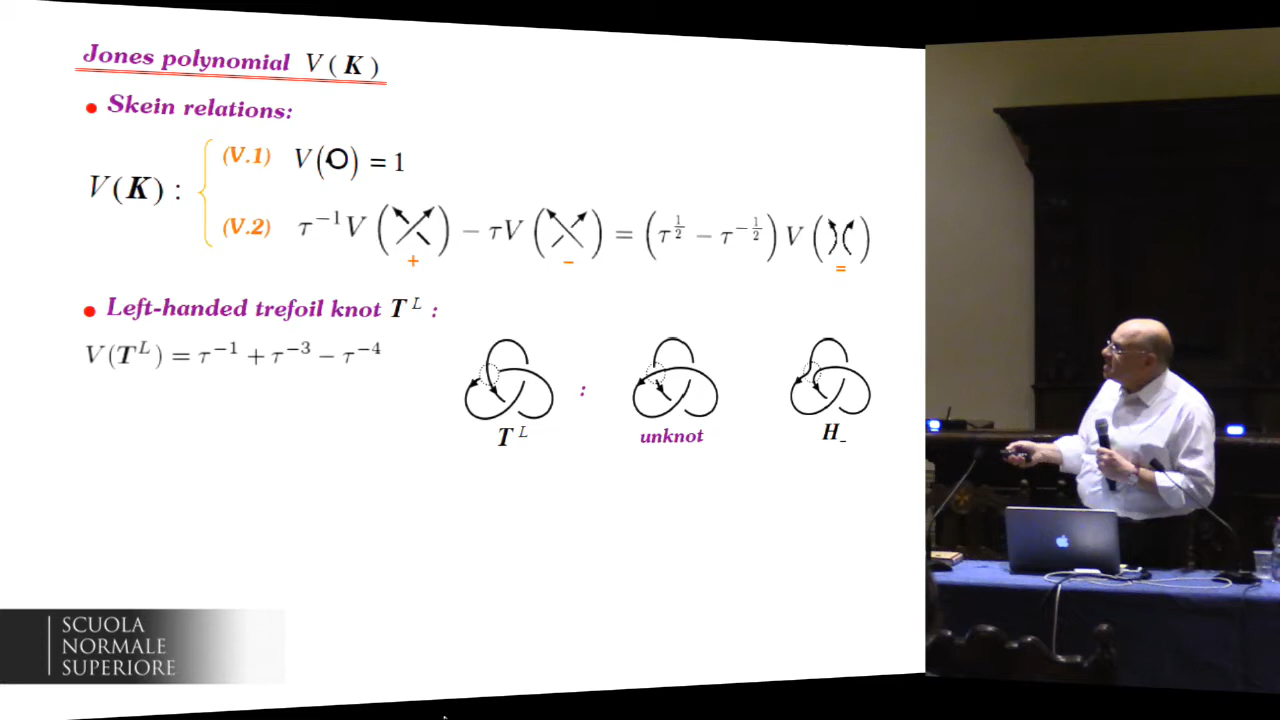 Jones polynomial V(K)
• Skein relations:
V(K) :
(V.1) V(O) = 1
(V.2) τ⁻¹V( ) − τV( ) = (τ^{1/2} − τ^{-1/2}) V( )
+ − =
• Left-handed trefoil knot T^L :
V(T^L) = τ⁻¹ + τ⁻³ − τ⁻⁴
:
T^L unknot H_-
SCUOLA
NORMALE
SUPERIORE